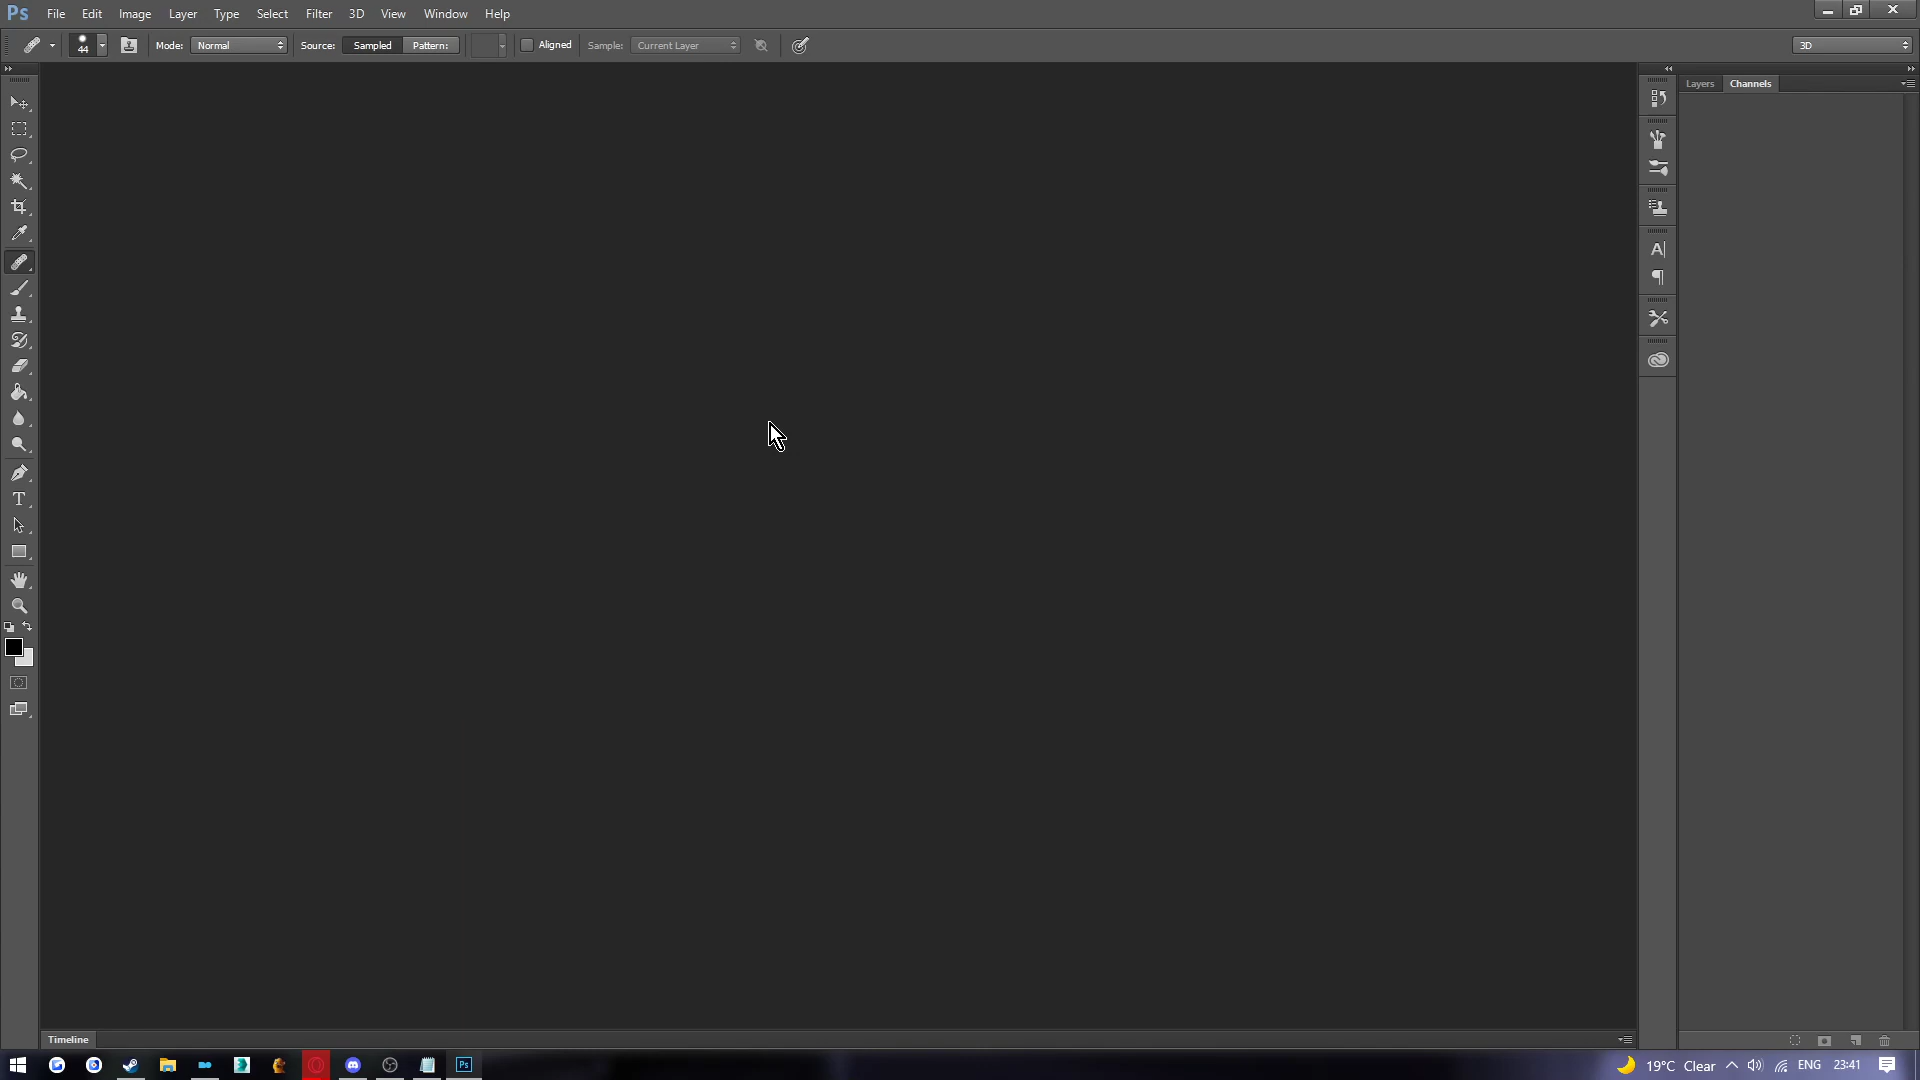 Ps File Edit Image Layer Type Select Filter 3D View Window Help
44 Mode: Normal Source: Sampled Pattern: Aligned Sample: Current Layer 3D
Layers Channels
A
T
Timeline
Ps 19°C Clear ENG 23:41